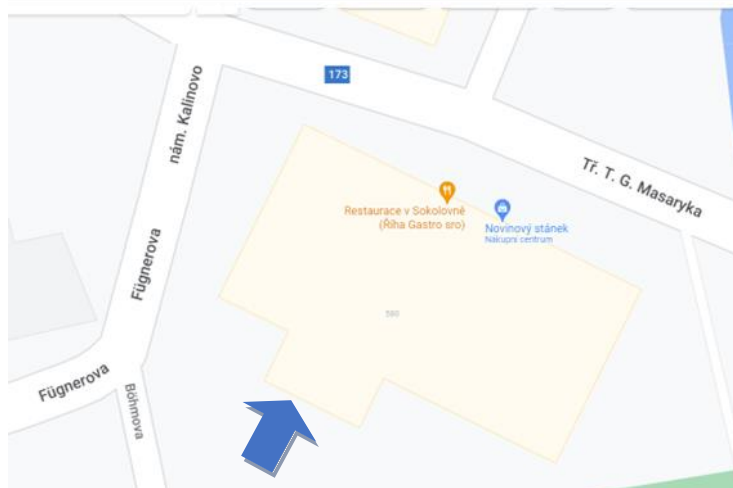 173
nám. Kalinovo
Tř. T. G. Masaryka
Restaurace v Sokolovně
(Říha Gastro sro)
Novinový stánek
Nákupní centrum
Fügnerova
580
Fügnerova
Böhmova